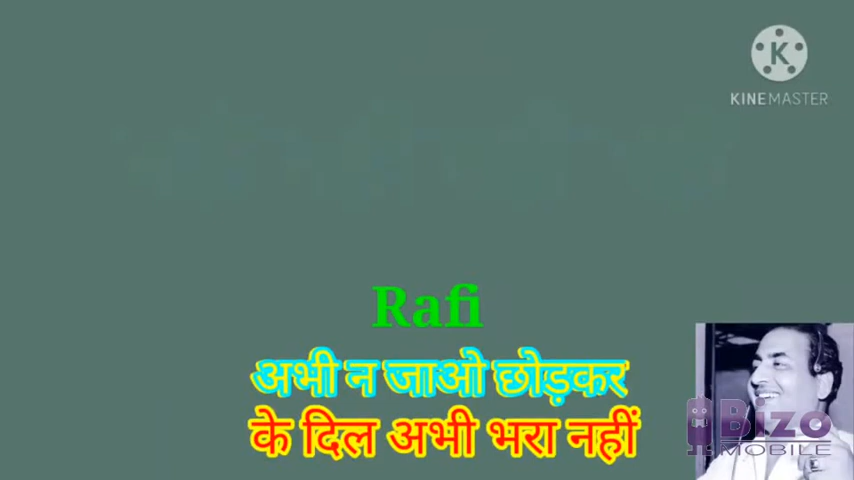 K
KINEMASTER
Rafi
अभी न जाओ छोड़कर
के दिल अभी भरा नहीं
Bizo
MOBILE